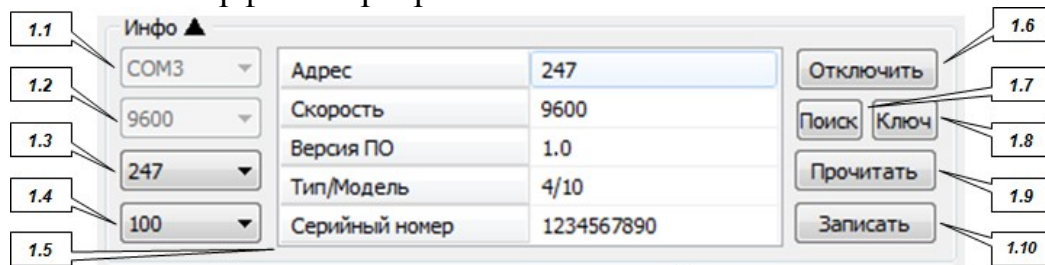 1.1
1.2
1.3
1.4
1.5
Инфо ▲
COM3
9600
247
100
Адрес 247
Скорость 9600
Версия ПО 1.0
Тип/Модель 4/10
Серийный номер 1234567890
Отключить
Поиск Ключ
Прочитать
Записать
1.6
1.7
1.8
1.9
1.10